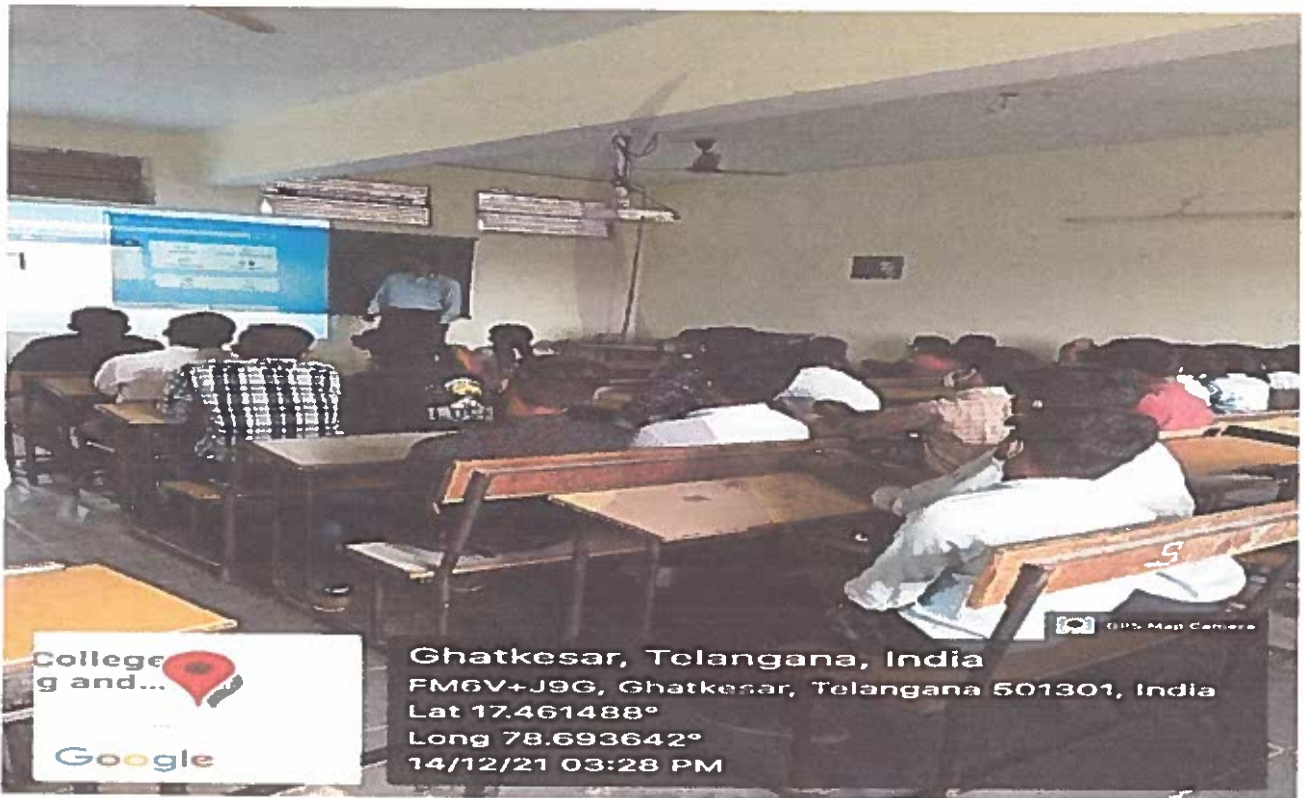 GPS Map Camera
College
g and...
Google
Ghatkesar, Telangana, India
FM6V+J9G, Ghatkesar, Telangana 501301, India
Lat 17.461488°
Long 78.693642°
14/12/21 03:28 PM